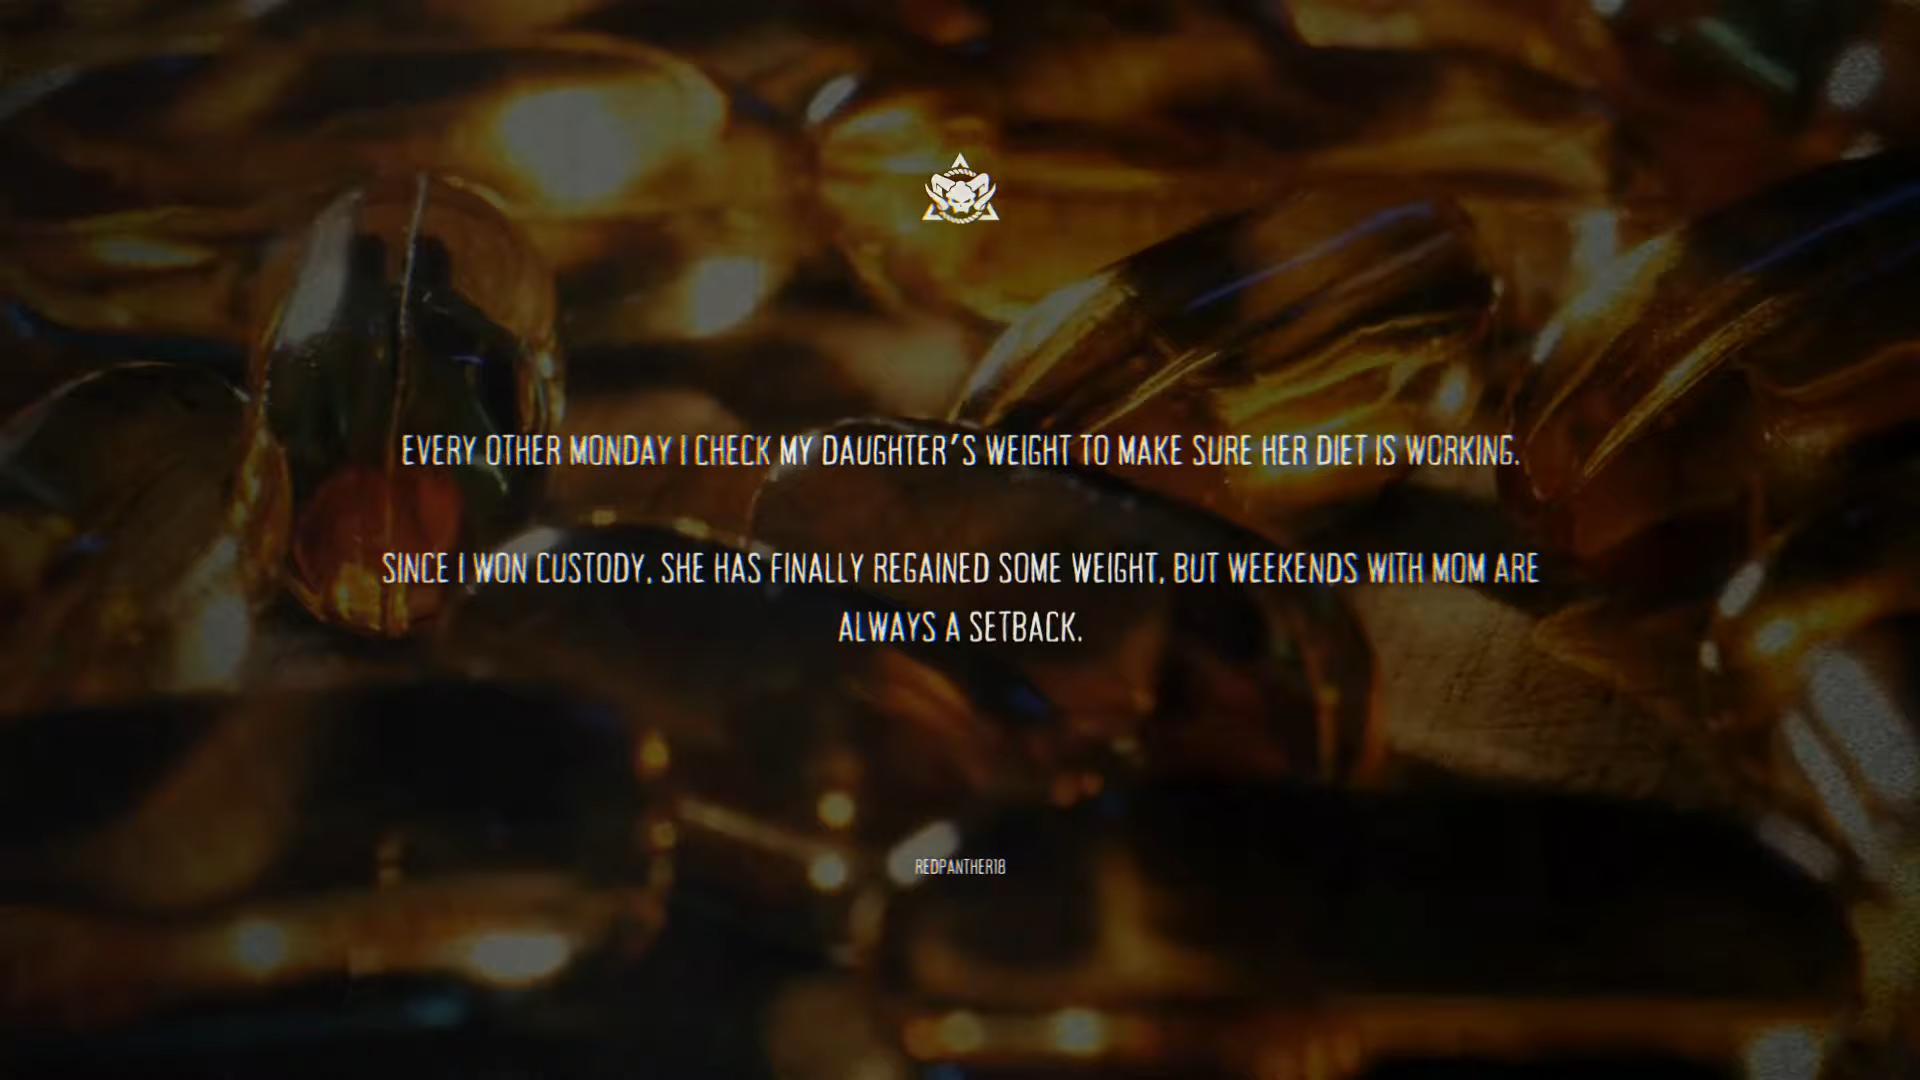 EVERY OTHER MONDAY I CHECK MY DAUGHTER'S WEIGHT TO MAKE SURE HER DIET IS WORKING.
SINCE I WON CUSTODY, SHE HAS FINALLY REGAINED SOME WEIGHT, BUT WEEKENDS WITH MOM ARE
ALWAYS A SETBACK.
REDPANTHER18